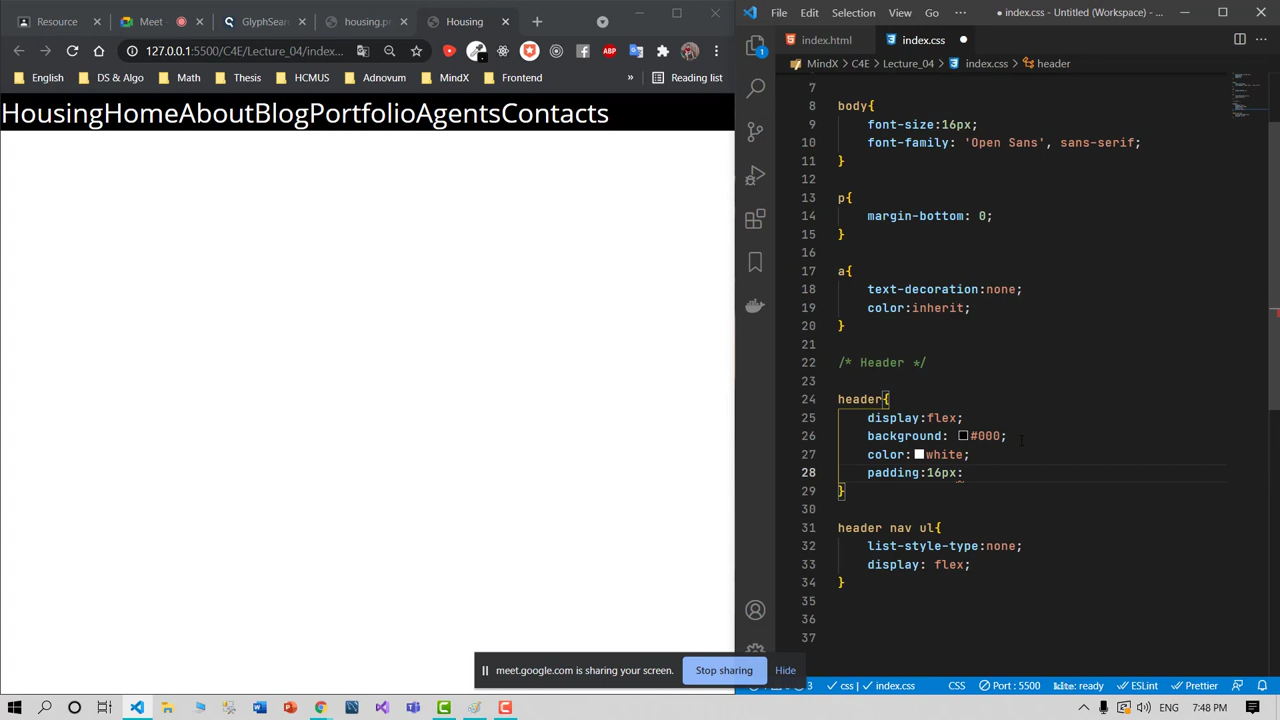 Source
Meet
GlyphSear
housing.pr
Housing
127.0.0.1:5500/C4E/Lecture_04/index...
English
DS & Algo
Math
Thesis
HCMUS
Adnovum
MindX
Frontend
»
Reading list
HousingHomeAboutBlogPortfolioAgentsContacts
File
Edit
Selection
View
Go
···
● index.css - Untitled (Workspace) - ...
index.html
index.css
MindX > C4E > Lecture_04 > index.css > header
7
8 body{
9 font-size:16px;
10 font-family: 'Open Sans', sans-serif;
11 }
12
13 p{
14 margin-bottom: 0;
15 }
16
17 a{
18 text-decoration:none;
19 color:inherit;
20 }
21
22 /* Header */
23
24 header{
25 display:flex;
26 background: #000;
27 color: white;
28 padding:16px:
29 }
30
31 header nav ul{
32 list-style-type:none;
33 display: flex;
34 }
35
36
37
1
ABP
meet.google.com is sharing your screen.
Stop sharing
Hide
3
css | index.css
CSS
Port : 5500
kite: ready
ESLint
Prettier
ENG
7:48 PM